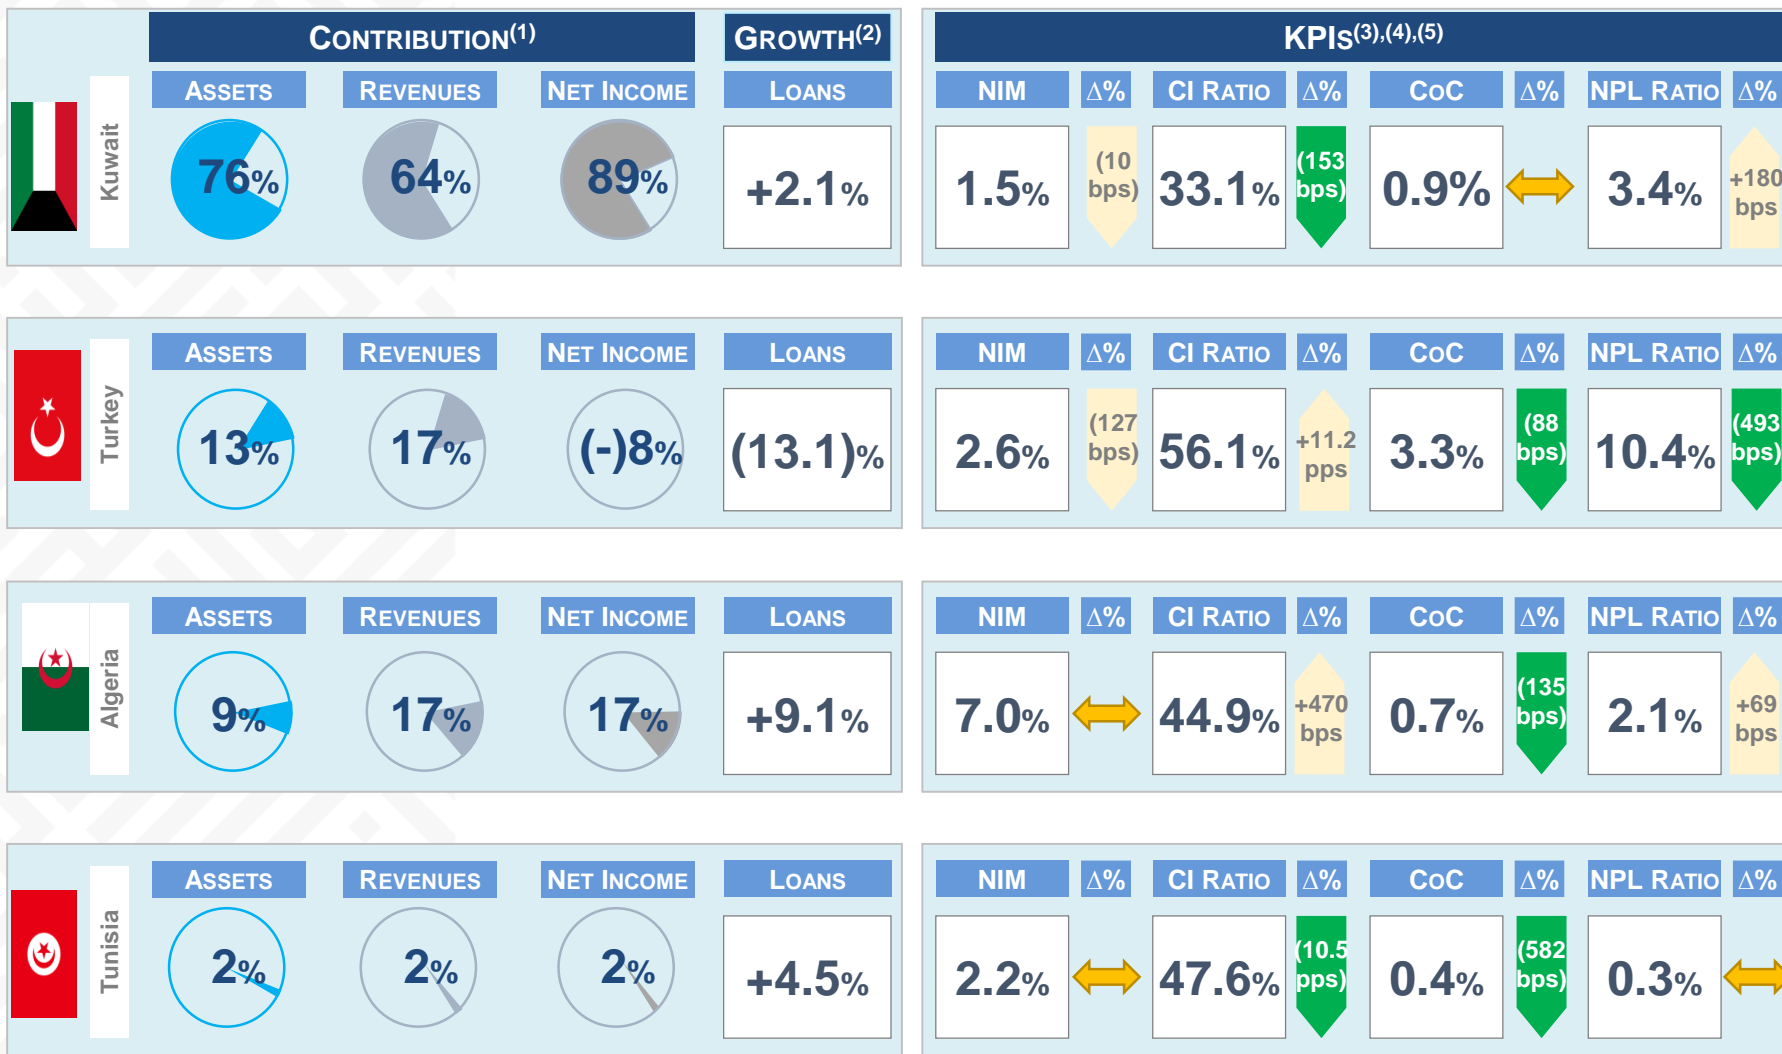 CONTRIBUTION(1)
GROWTH(2)
KPIS(3),(4),(5)
Kuwait
ASSETS REVENUES NET INCOME LOANS NIM Δ% CI RATIO Δ% COC Δ% NPL RATIO Δ%
76% 64% 89% +2.1% 1.5% (10 bps) 33.1% (153 bps) 0.9% 3.4% +180 bps
Turkey
ASSETS REVENUES NET INCOME LOANS NIM Δ% CI RATIO Δ% COC Δ% NPL RATIO Δ%
13% 17% (-)8% (13.1)% 2.6% (127 bps) 56.1% +11.2 pps 3.3% (88 bps) 10.4% (493 bps)
Algeria
ASSETS REVENUES NET INCOME LOANS NIM Δ% CI RATIO Δ% COC Δ% NPL RATIO Δ%
9% 17% 17% +9.1% 7.0% 44.9% +470 bps 0.7% (135 bps) 2.1% +69 bps
Tunisia
ASSETS REVENUES NET INCOME LOANS NIM Δ% CI RATIO Δ% COC Δ% NPL RATIO Δ%
2% 2% 2% +4.5% 2.2% 47.6% (10.5 pps) 0.4% (582 bps) 0.3%